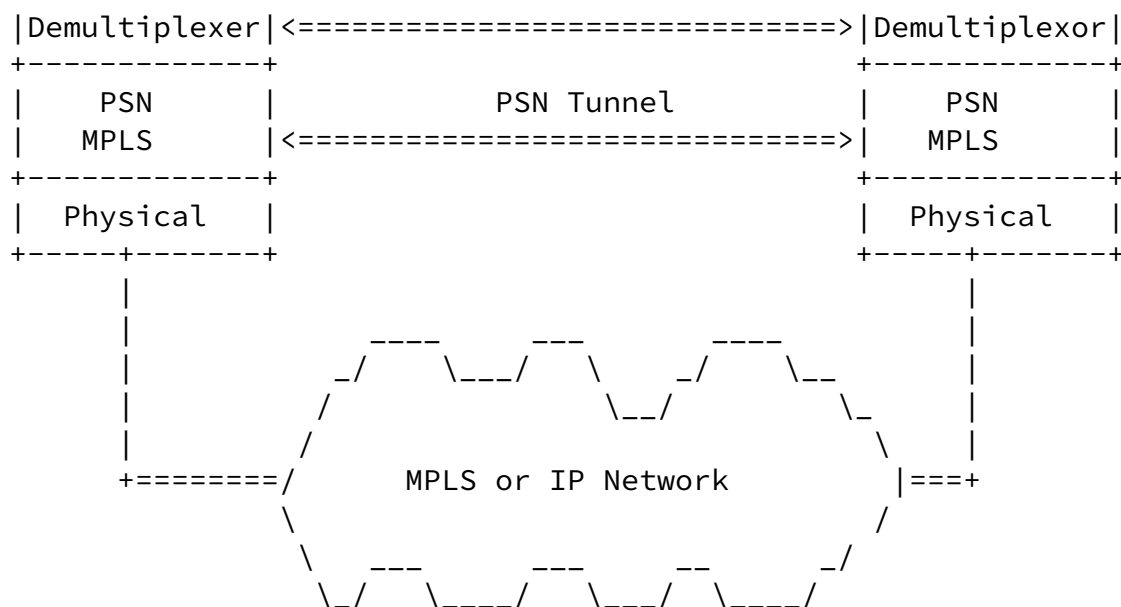 |Demultiplexer|<==============================>|Demultiplexor|
PSN PSN Tunnel PSN
MPLS <==============================> MPLS
Physical Physical
MPLS or IP Network